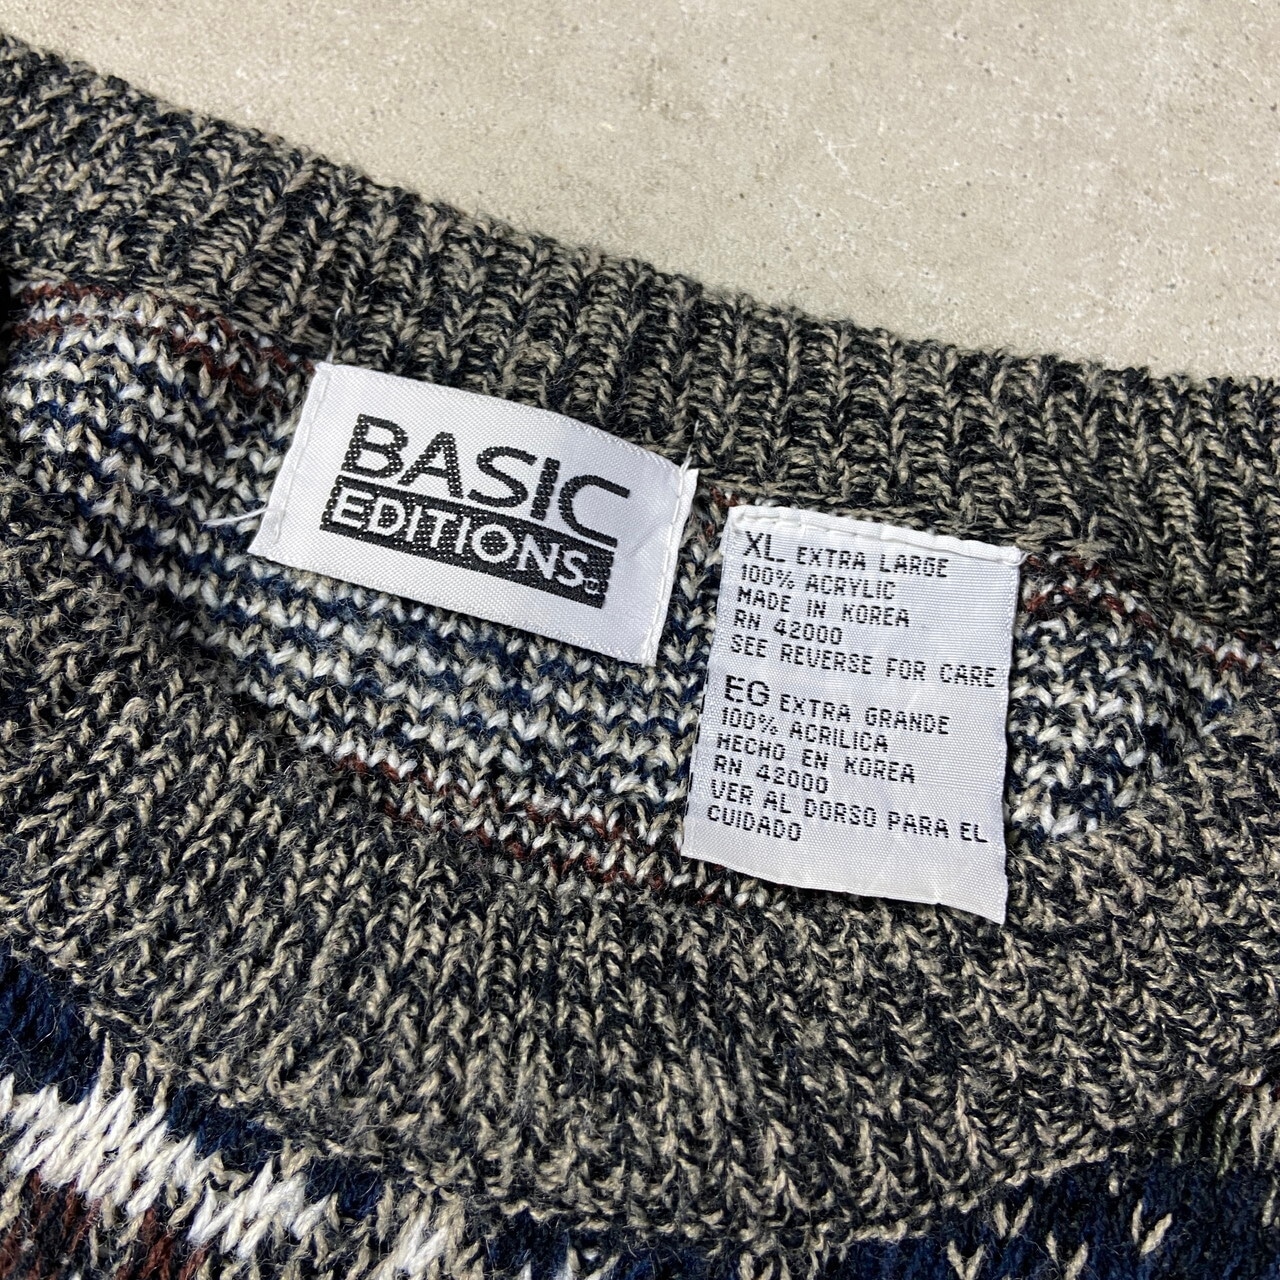 BASIC
EDITIONS®
XL EXTRA LARGE
100% ACRYLIC
MADE IN KOREA
RN 42000
SEE REVERSE FOR CARE
EG EXTRA GRANDE
100% ACRILICA
HECHO EN KOREA
RN 42000
VER AL DORSO PARA EL
CUIDADO